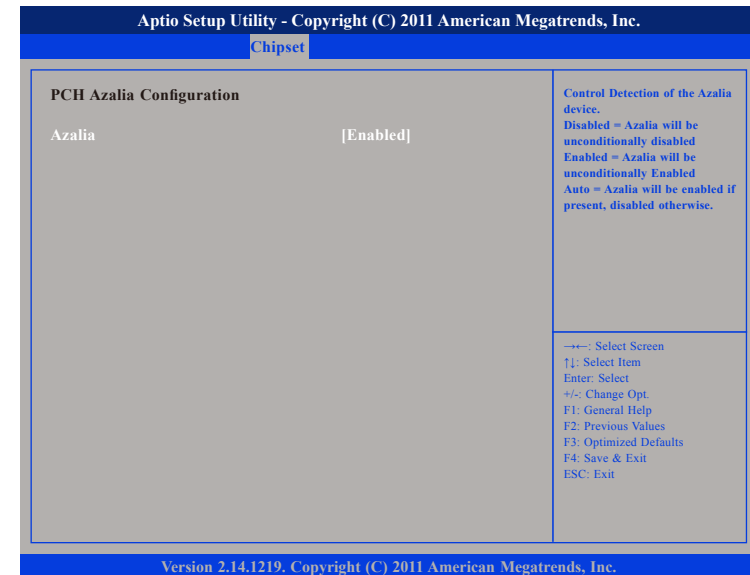 Aptio Setup Utility - Copyright (C) 2011 American Megatrends, Inc.
Chipset
PCH Azalia Configuration
Azalia [Enabled]
Control Detection of the Azalia
device.
Disabled = Azalia will be
unconditionally disabled
Enabled = Azalia will be
unconditionally Enabled
Auto = Azalia will be enabled if
present, disabled otherwise.
→←: Select Screen
↑↓: Select Item
Enter: Select
+/-: Change Opt.
F1: General Help
F2: Previous Values
F3: Optimized Defaults
F4: Save & Exit
ESC: Exit
Version 2.14.1219. Copyright (C) 2011 American Megatrends, Inc.